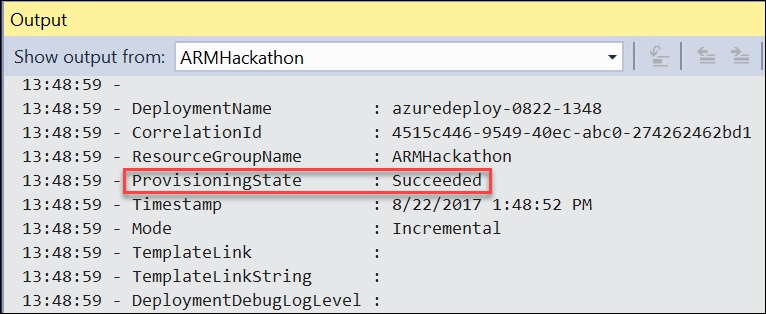 Output
Show output from: ARMHackathon
13:48:59 -
13:48:59 - DeploymentName : azuredeploy-0822-1348
13:48:59 - CorrelationId : 4515c446-9549-40ec-abc0-274262462bd1
13:48:59 - ResourceGroupName : ARMHackathon
13:48:59 - ProvisioningState : Succeeded
13:48:59 - Timestamp : 8/22/2017 1:48:52 PM
13:48:59 - Mode : Incremental
13:48:59 - TemplateLink :
13:48:59 - TemplateLinkString :
13:48:59 - DeploymentDebugLogLevel :